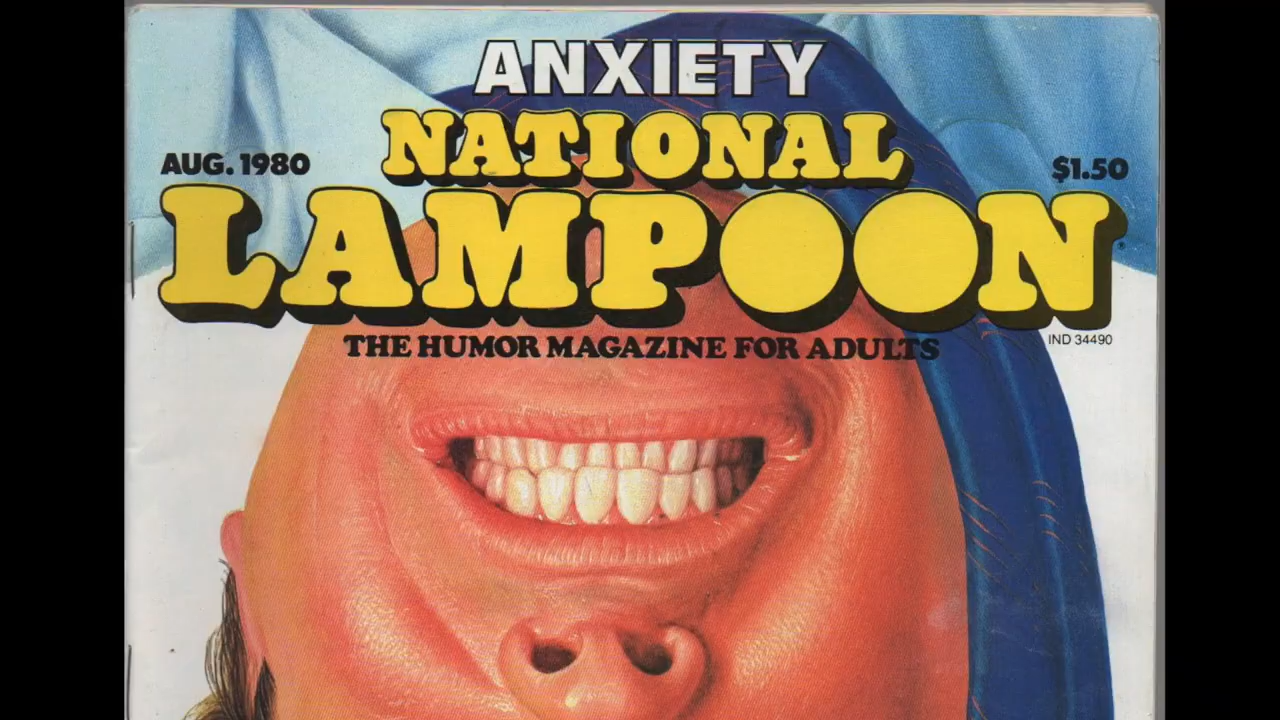 ANXIETY
NATIONAL
AUG. 1980
$1.50
LAMPOON
THE HUMOR MAGAZINE FOR ADULTS
IND 34490